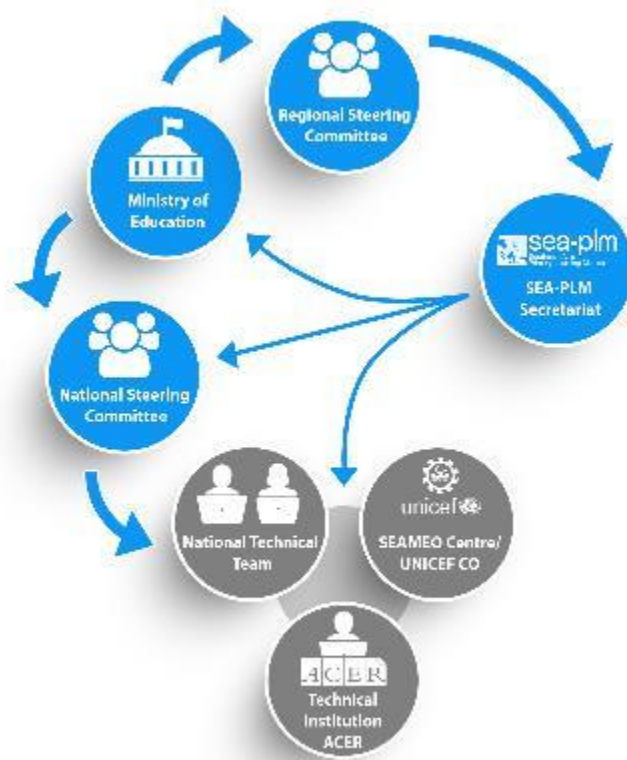 Regional Steering
Committee
Ministry of
Education
sea-plm
SEA-PLM
Secretariat
National Steering
Committee
National Technical
Team
unicef
SEAMEO Centre/
UNICEF CO
ACER
Technical
Institution
ACER